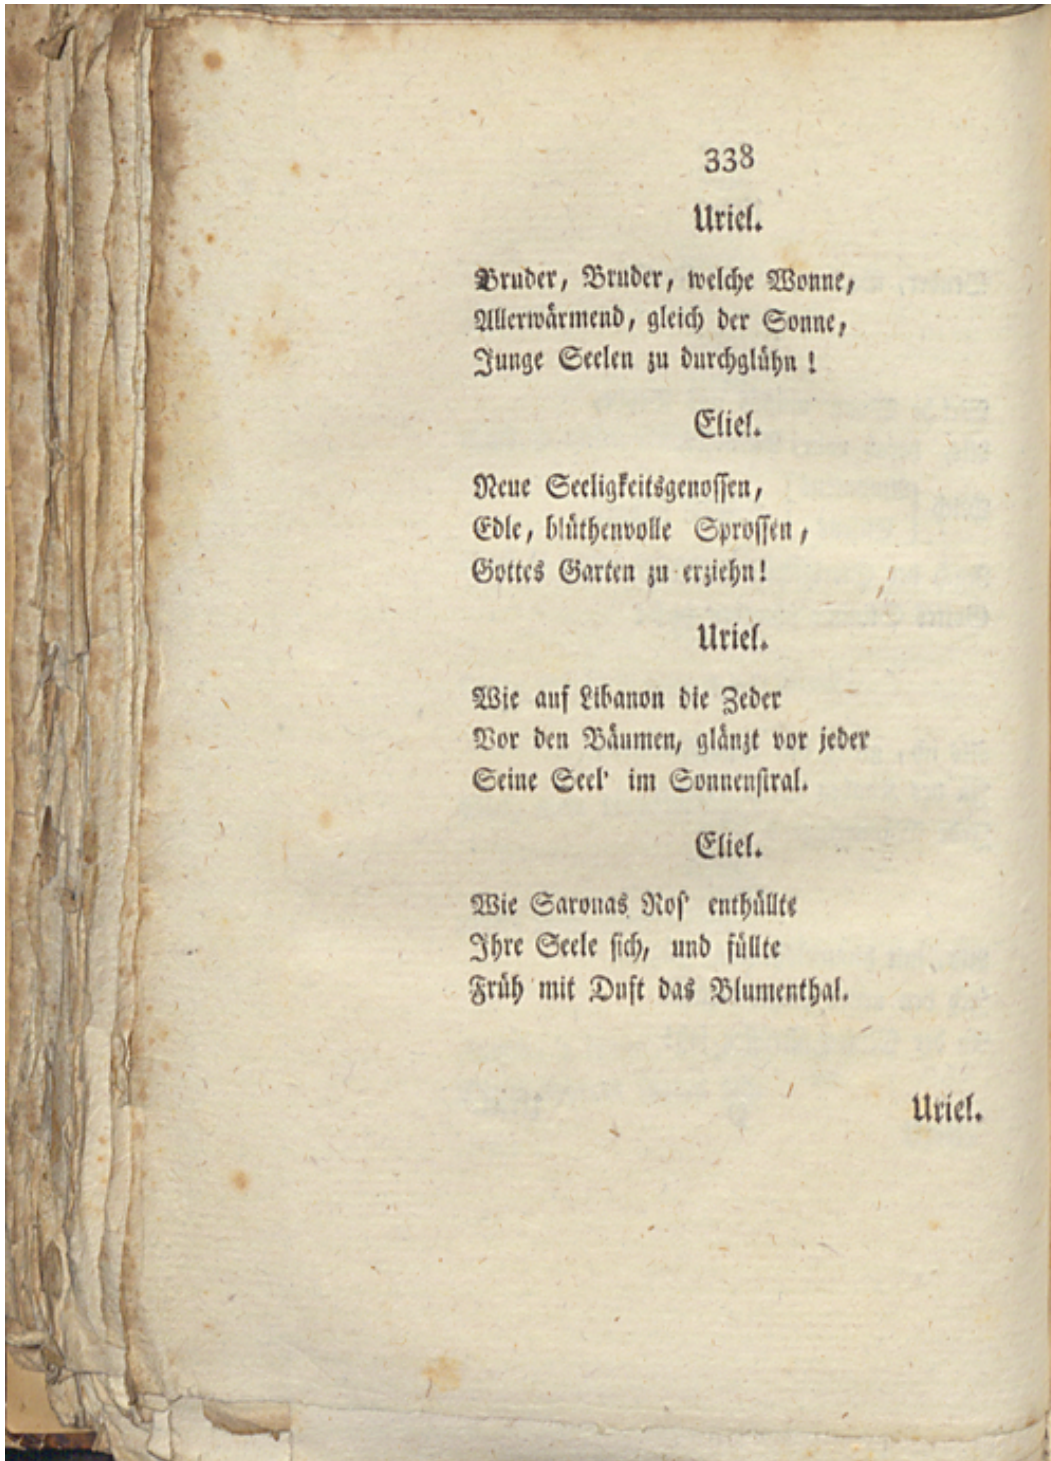 338
Uriel.
Bruder, Bruder, welche Wonne,
Allerwärmend, gleich der Sonne,
Junge Seelen zu durchglühn!
Eliel.
Neue Seeligkeitsgenossen,
Edle, blüthenvolle Sprossen,
Gottes Garten zu erziehn!
Uriel.
Wie auf Libanon die Zeder
Vor den Bäumen, glänzt vor jeder
Seine Seel' im Sonnenstral.
Eliel.
Wie Saronas Ros' enthüllte
Ihre Seele sich, und füllte
Früh mit Duft das Blumenthal.
Uriel.